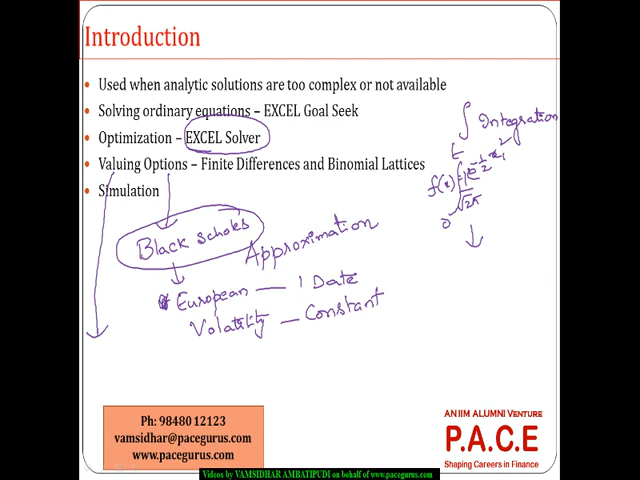 Introduction
Used when analytic solutions are too complex or not available
Solving ordinary equations – EXCEL Goal Seek
Optimization – EXCEL Solver
Valuing Options – Finite Differences and Binomial Lattices
Simulation
∫ Integration
Black Scholes
Approximation
European — 1 Date
Volatility — Constant
Ph: 98480 12123
vamsidhar@pacegurus.com
www.pacegurus.com
AN IIM ALUMNI VENTURE
P.A.C.E
Shaping Careers in Finance
Videos by VAMSIDHAR AMBATIPUDI on behalf of www.pacegurus.com